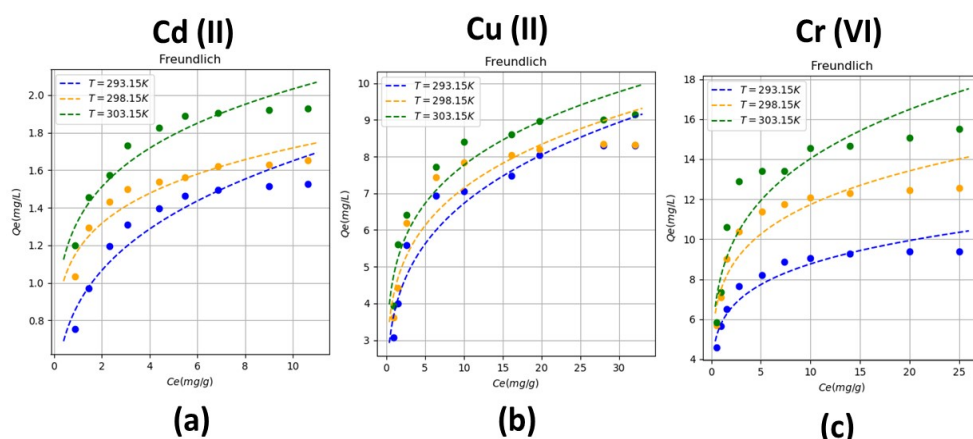 Cd (II)
Freundlich
T = 293.15K
T = 298.15K
T = 303.15K
Qe(mg/L)
2.0
1.8
1.6
1.4
1.2
1.0
0.8
0 2 4 6 8 10
Ce(mg/g)
(a)
Cu (II)
Freundlich
T = 293.15K
T = 298.15K
T = 303.15K
Qe(mg/L)
10
9
8
7
6
5
4
3
0 5 10 15 20 25 30
Ce(mg/g)
(b)
Cr (VI)
Freundlich
T = 293.15K
T = 298.15K
T = 303.15K
Qe(mg/L)
18
16
14
12
10
8
6
4
0 5 10 15 20 25
Ce(mg/g)
(c)